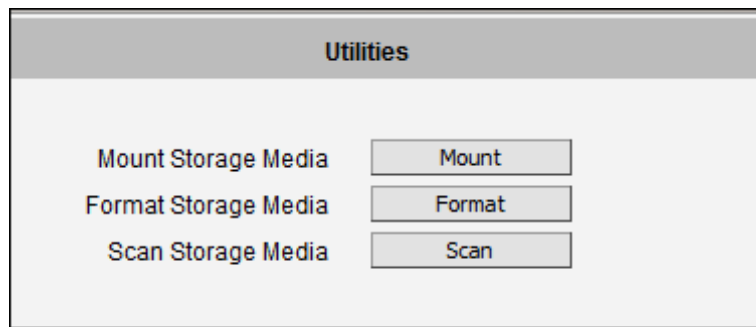 Utilities
Mount Storage Media Mount
Format Storage Media Format
Scan Storage Media Scan